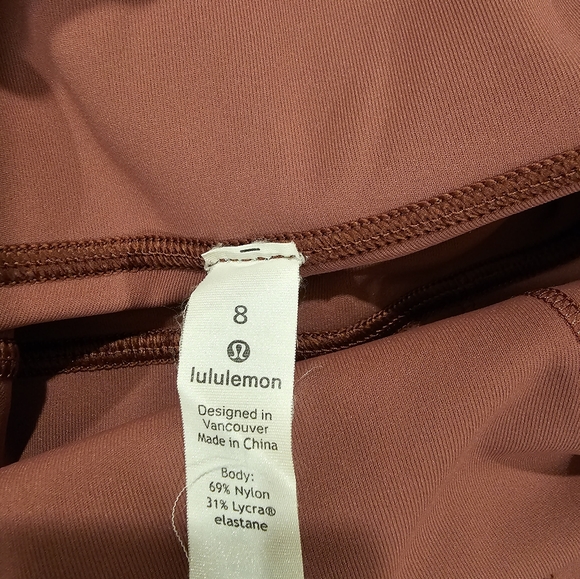 8
lululemon
Designed in
Vancouver
Made in China
Body:
69% Nylon
31% Lycra®
elastane